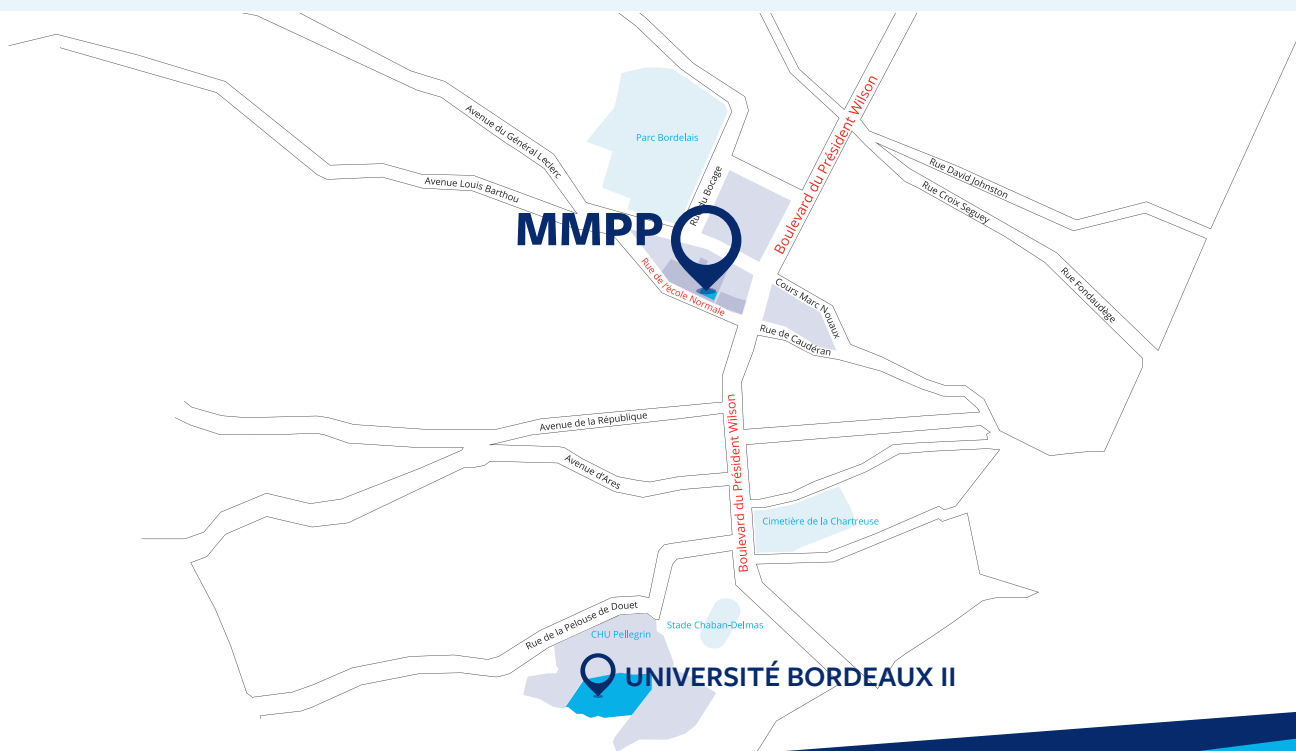 Boulevard du Président Wilson
Avenue du Général Leclerc
Parc Bordelais
Rue David Johnston
Avenue Louis Barthou
Rue du Bocage
Rue Croix Seguey
MMPP
Rue de l'école Normale
Cours Marc Nouaux
Rue Fondaudège
Rue de Caudéran
Avenue de la République
Boulevard du Président Wilson
Avenue d'Ares
Cimetière de la Chartreuse
Rue de la Pelouse de Douet
CHU Pellegrin
Stade Chaban-Delmas
UNIVERSITÉ BORDEAUX II